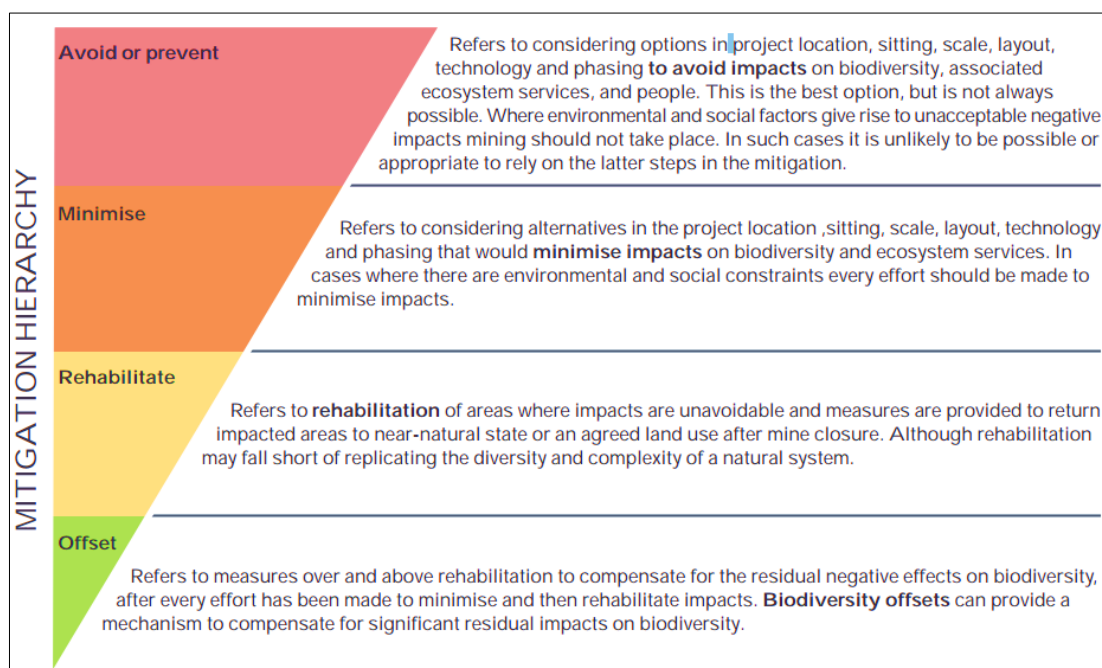 MITIGATION HIERARCHY
Avoid or prevent
Refers to considering options in project location, sitting, scale, layout,
technology and phasing to avoid impacts on biodiversity, associated
ecosystem services, and people. This is the best option, but is not always
possible. Where environmental and social factors give rise to unacceptable negative
impacts mining should not take place. In such cases it is unlikely to be possible or
appropriate to rely on the latter steps in the mitigation.
Minimise
Refers to considering alternatives in the project location ,sitting, scale, layout, technology
and phasing that would minimise impacts on biodiversity and ecosystem services. In
cases where there are environmental and social constraints every effort should be made to
minimise impacts.
Rehabilitate
Refers to rehabilitation of areas where impacts are unavoidable and measures are provided to return
impacted areas to near-natural state or an agreed land use after mine closure. Although rehabilitation
may fall short of replicating the diversity and complexity of a natural system.
Offset
Refers to measures over and above rehabilitation to compensate for the residual negative effects on biodiversity,
after every effort has been made to minimise and then rehabilitate impacts. Biodiversity offsets can provide a
mechanism to compensate for significant residual impacts on biodiversity.